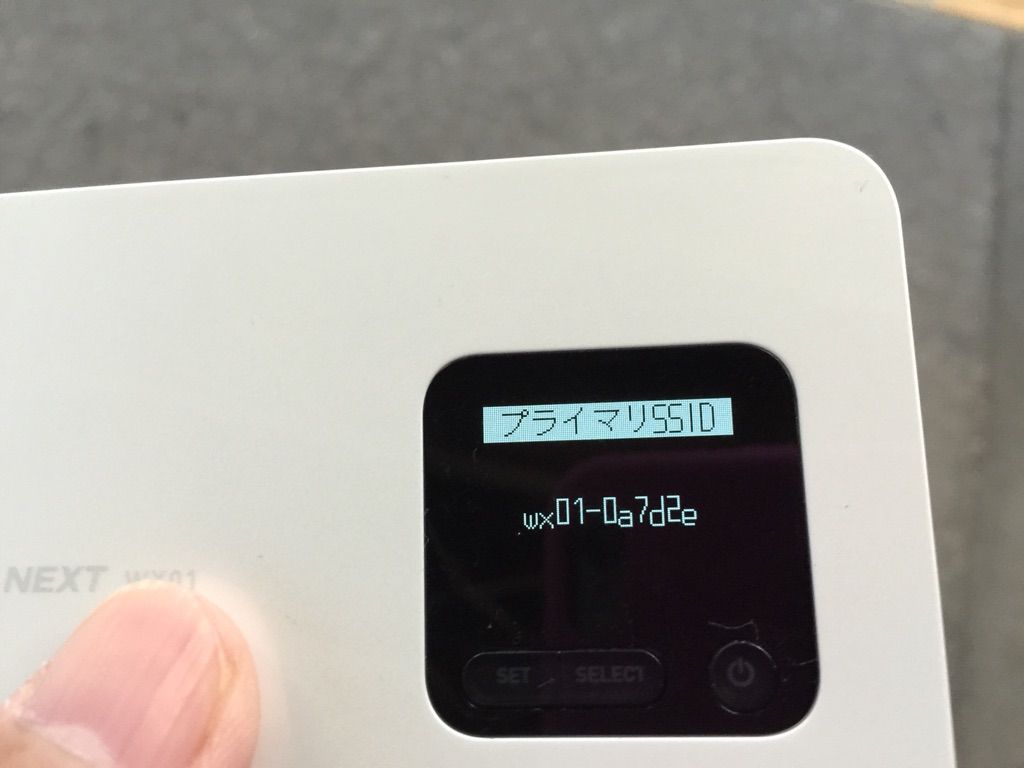 プライマリSSID
wx01-0a7d2e
NEXT WX01
SET SELECT